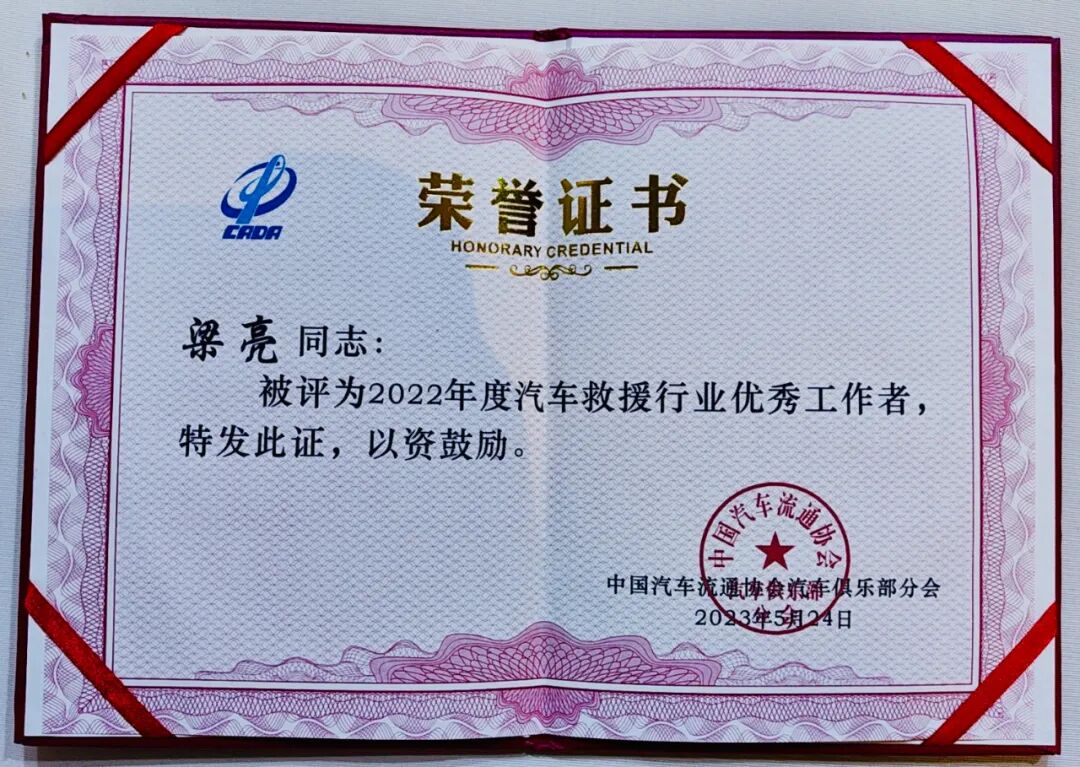 CADA
荣誉证书
HONORARY CREDENTIAL
梁亮 同志:
被评为2022年度汽车救援行业优秀工作者,
特发此证,以资鼓励。
中国汽车流通协会
中国汽车流通协会汽车俱乐部分会
2023年5月24日